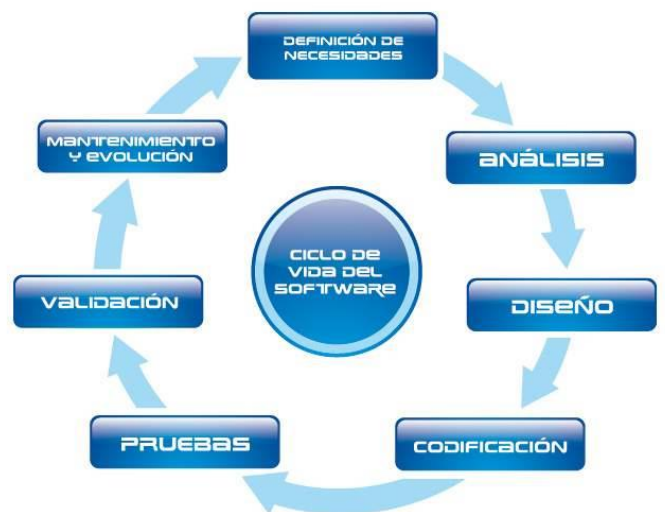 DEFINICIÓN DE
NECESIDADES
ANÁLISIS
DISEÑO
CODIFICACIÓN
PRUEBAS
VALIDACIÓN
MANTENIMIENTO
Y EVOLUCIÓN
CICLO DE
VIDA DEL
SOFTWARE